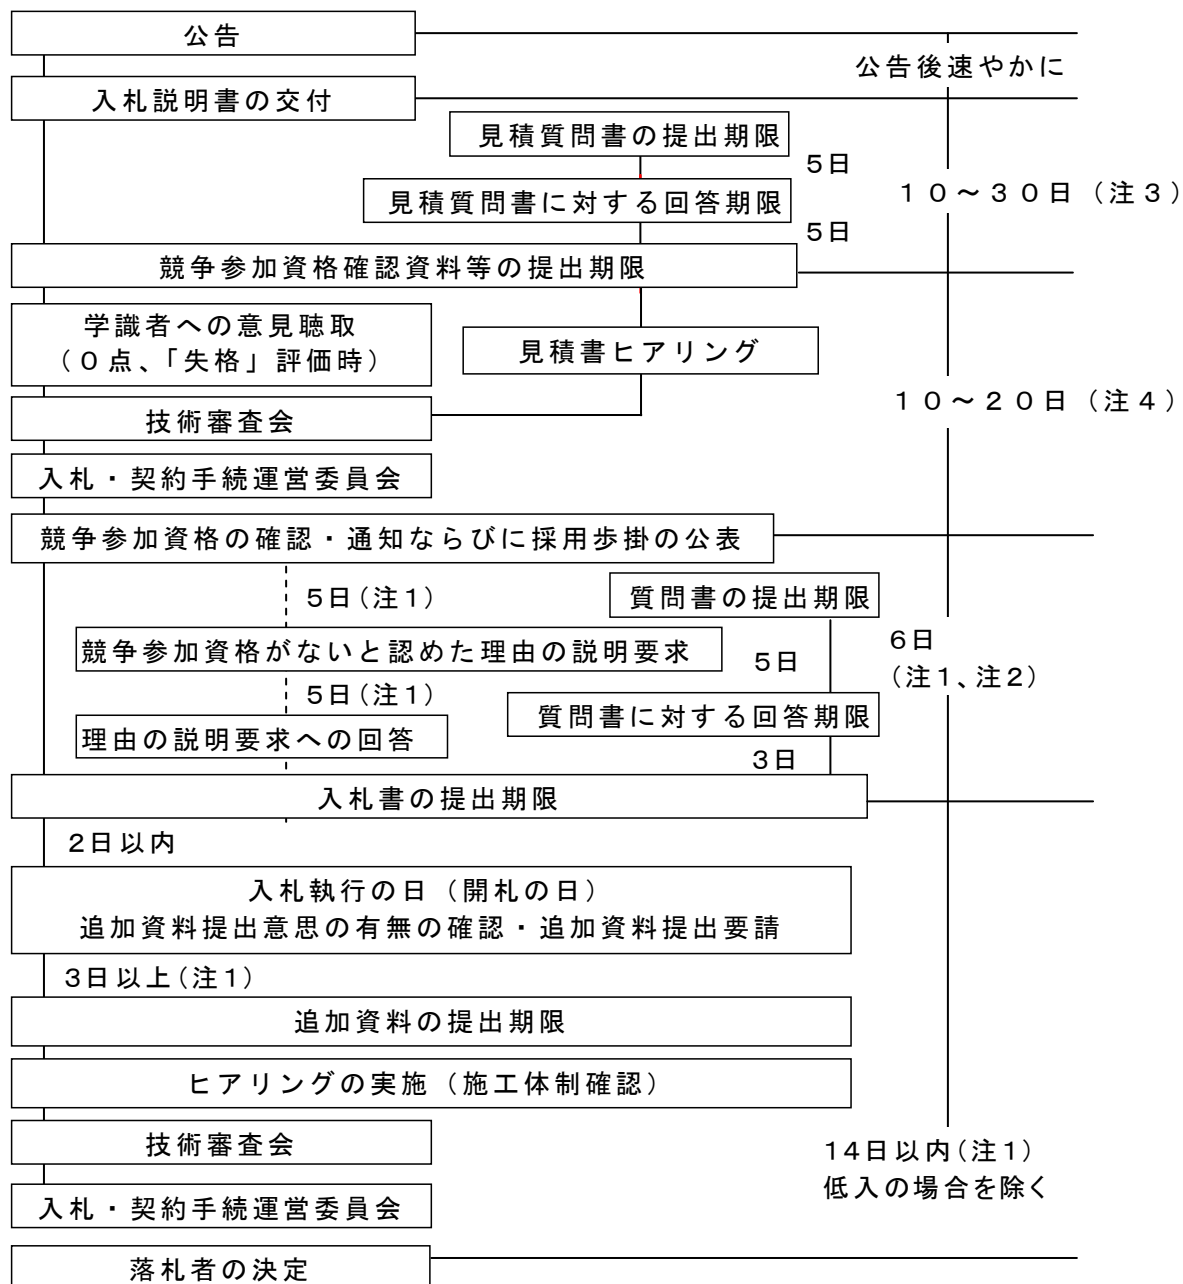 公告
公告後速やかに
入札説明書の交付
見積質問書の提出期限
5日
10～30日（注3）
見積質問書に対する回答期限
5日
競争参加資格確認資料等の提出期限
学識者への意見聴取
（0点、「失格」評価時）
見積書ヒアリング
10～20日（注4）
技術審査会
入札・契約手続運営委員会
競争参加資格の確認・通知ならびに採用歩掛の公表
5日（注1）
質問書の提出期限
競争参加資格がないと認めた理由の説明要求
5日
6日
（注1、注2）
5日（注1）
質問書に対する回答期限
理由の説明要求への回答
3日
入札書の提出期限
2日以内
入札執行の日（開札の日）
追加資料提出意思の有無の確認・追加資料提出要請
3日以上（注1）
追加資料の提出期限
ヒアリングの実施（施工体制確認）
技術審査会
14日以内（注1）
低入の場合を除く
入札・契約手続運営委員会
落札者の決定